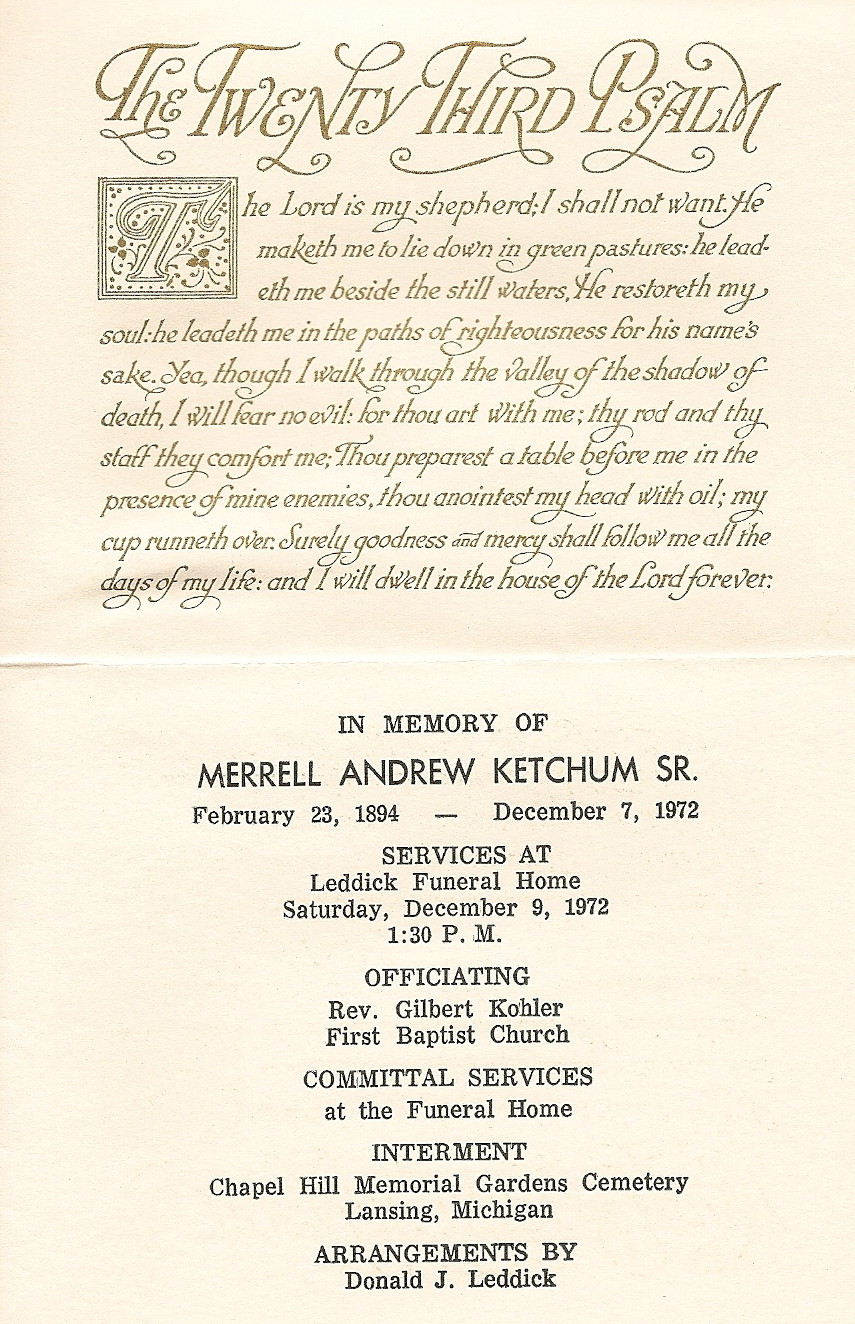 The Twenty Third Psalm
The Lord is my shepherd; I shall not want. He
maketh me to lie down in green pastures: he lead-
eth me beside the still waters, He restoreth my
soul: he leadeth me in the paths of righteousness for his name's
sake. Yea, though I walk through the valley of the shadow of
death, I will fear no evil: for thou art with me; thy rod and thy
staff they comfort me; Thou preparest a table before me in the
presence of mine enemies, thou anointest my head with oil; my
cup runneth over. Surely goodness and mercy shall follow me all the
days of my life: and I will dwell in the house of the Lord forever.
IN MEMORY OF
MERRELL ANDREW KETCHUM SR.
February 23, 1894 — December 7, 1972
SERVICES AT
Leddick Funeral Home
Saturday, December 9, 1972
1:30 P. M.
OFFICIATING
Rev. Gilbert Kohler
First Baptist Church
COMMITTAL SERVICES
at the Funeral Home
INTERMENT
Chapel Hill Memorial Gardens Cemetery
Lansing, Michigan
ARRANGEMENTS BY
Donald J. Leddick